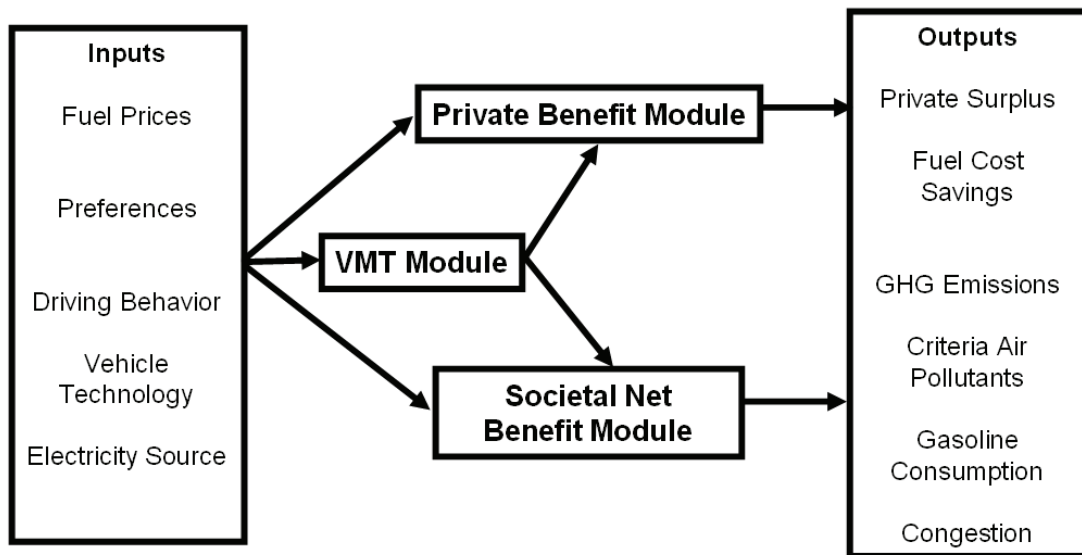 Inputs
Fuel Prices
Preferences
Driving Behavior
Vehicle
Technology
Electricity Source
Private Benefit Module
VMT Module
Societal Net
Benefit Module
Outputs
Private Surplus
Fuel Cost
Savings
GHG Emissions
Criteria Air
Pollutants
Gasoline
Consumption
Congestion